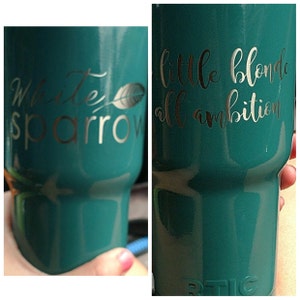 White
sparrow
little blonde
all ambition
RTIC